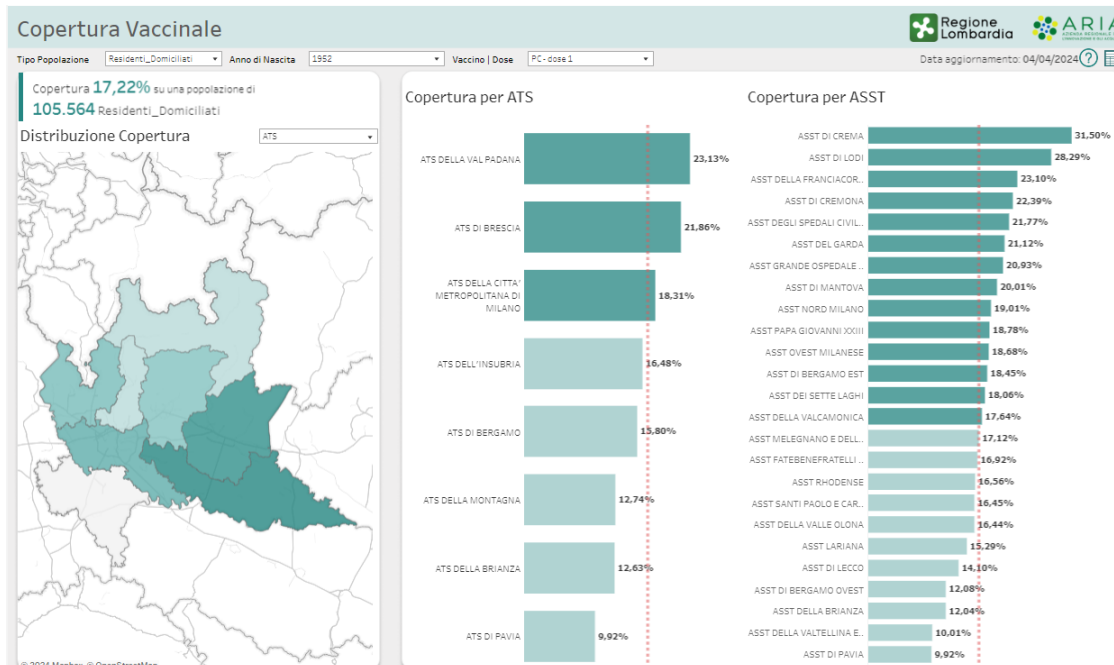 Copertura Vaccinale
Regione
Lombardia
ARIA
Tipo Popolazione
Residenti_Domiciliati
Anno di Nascita
1952
Vaccino | Dose
PC - dose 1
Data aggiornamento: 04/04/2024
Copertura 17,22% su una popolazione di
105.564 Residenti_Domiciliati
Distribuzione Copertura
ATS
© 2024 Mapbox © OpenStreetMap
Copertura per ATS
ATS DELLA VAL PADANA
23,13%
ATS DI BRESCIA
21,86%
ATS DELLA CITTA'
METROPOLITANA DI
MILANO
18,31%
ATS DELL'INSUBRIA
16,48%
ATS DI BERGAMO
15,80%
ATS DELLA MONTAGNA
12,74%
ATS DELLA BRIANZA
12,63%
ATS DI PAVIA
9,92%
Copertura per ASST
ASST DI CREMA
31,50%
ASST DI LODI
28,29%
ASST DELLA FRANCIACOR..
23,10%
ASST DI CREMONA
22,39%
ASST DEGLI SPEDALI CIVIL..
21,77%
ASST DEL GARDA
21,12%
ASST GRANDE OSPEDALE ..
20,93%
ASST DI MANTOVA
20,01%
ASST NORD MILANO
19,01%
ASST PAPA GIOVANNI XXIII
18,78%
ASST OVEST MILANESE
18,68%
ASST DI BERGAMO EST
18,45%
ASST DEI SETTE LAGHI
18,06%
ASST DELLA VALCAMONICA
17,64%
ASST MELEGNANO E DELL..
17,12%
ASST FATEBENEFRATELLI ..
16,92%
ASST RHODENSE
16,56%
ASST SANTI PAOLO E CAR..
16,45%
ASST DELLA VALLE OLONA
16,44%
ASST LARIANA
15,29%
ASST DI LECCO
14,10%
ASST DI BERGAMO OVEST
12,08%
ASST DELLA BRIANZA
12,04%
ASST DELLA VALTELLINA E..
10,01%
ASST DI PAVIA
9,92%